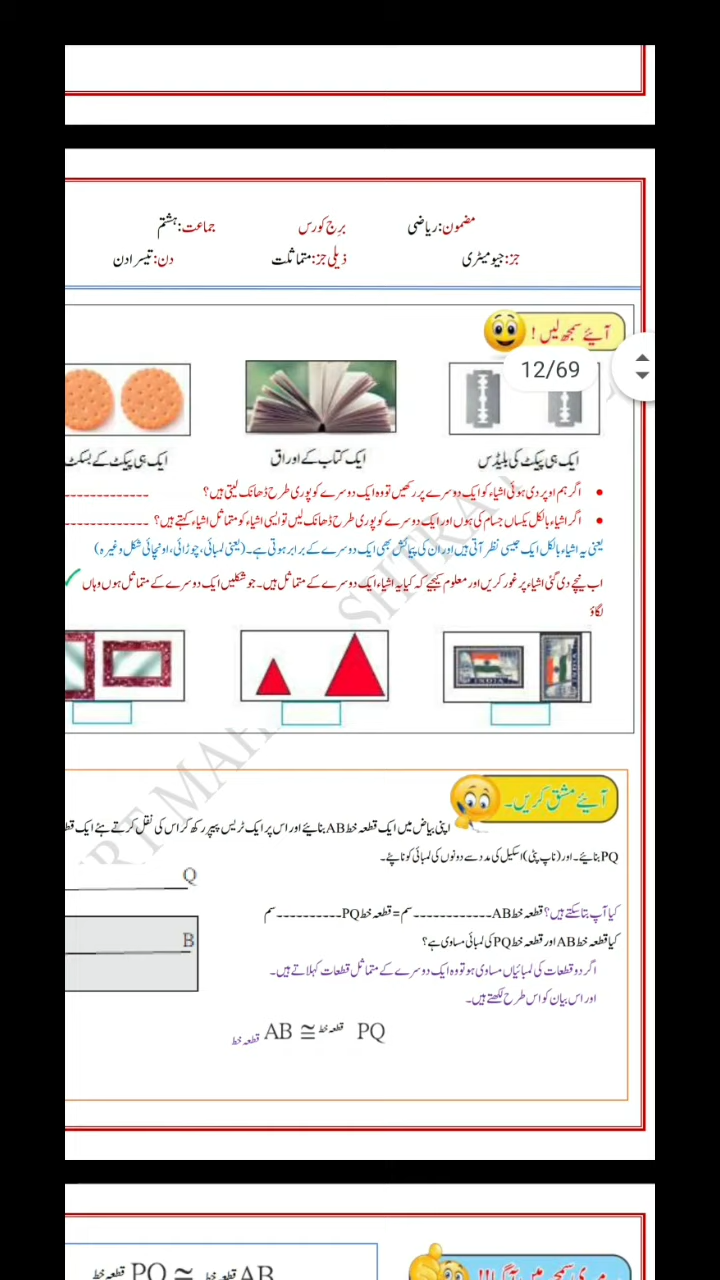 مضمون: ریاضی برج کورس جماعت: ہشتم
جز: جیومیٹری ذیلی جز: متماثلت دن: تیسرا دن
آیئے سمجھ لیں !
12/69
ایک ہی پیکٹ کی بلیڈس ایک کتاب کے اوراق ایک ہی پیکٹ کے بسکٹ
• اگر ہم اوپر دی ہوئی اشیاء کو ایک دوسرے پر رکھیں تو وہ ایک دوسرے کو پوری طرح ڈھانک لیتی ہیں؟ -------------
• اگر اشیاء بالکل یکساں جسام کی ہوں اور ایک دوسرے کو پوری طرح ڈھانک لیں تو ایسی اشیاء کو متماثل اشیاء کہتے ہیں؟ -------------
یعنی یہ اشیاء بالکل ایک جیسی نظر آتی ہیں اور ان کی پیمائش بھی ایک دوسرے کے برابر ہوتی ہے۔ (یعنی لمبائی، چوڑائی، اونچائی شکل وغیرہ)
اب نیچے دی گئی اشیاء پر غور کریں اور معلوم کیجیے کہ کیا یہ اشیاء ایک دوسرے کے متماثل ہیں۔ جو شکلیں ایک دوسرے کے متماثل ہوں وہاں ✓
لگاؤ
INDIA
آیئے مشق کریں۔
اپنی بیاض میں ایک قطعہ خط AB بنائیے اور اس پر ایک ٹریس پیپر رکھ کر اس کی نقل کرتے ہئے ایک
PQ بنائیے۔ اور (ناپ پٹی) اسکیل کی مدد سے دونوں کی لمبائی کو ناپئے۔
Q
B
کیا آپ بتا سکتے ہیں؟ قطعہ خط AB ------------سم = قطعہ خط PQ ----------سم
کیا قطعہ خط AB اور قطعہ خط PQ کی لمبائی مساوی ہے؟
اگر دو قطعات کی لمبائیاں مساوی ہو تو وہ ایک دوسرے کے متماثل قطعات کہلاتے ہیں۔
اور اس بیان کو اس طرح لکھتے ہیں۔
قطعہ خط AB ≅ قطعہ خط PQ
قطعہ خط PQ ≅ قطعہ خط AB
میری سمجھ میں آگیا!!